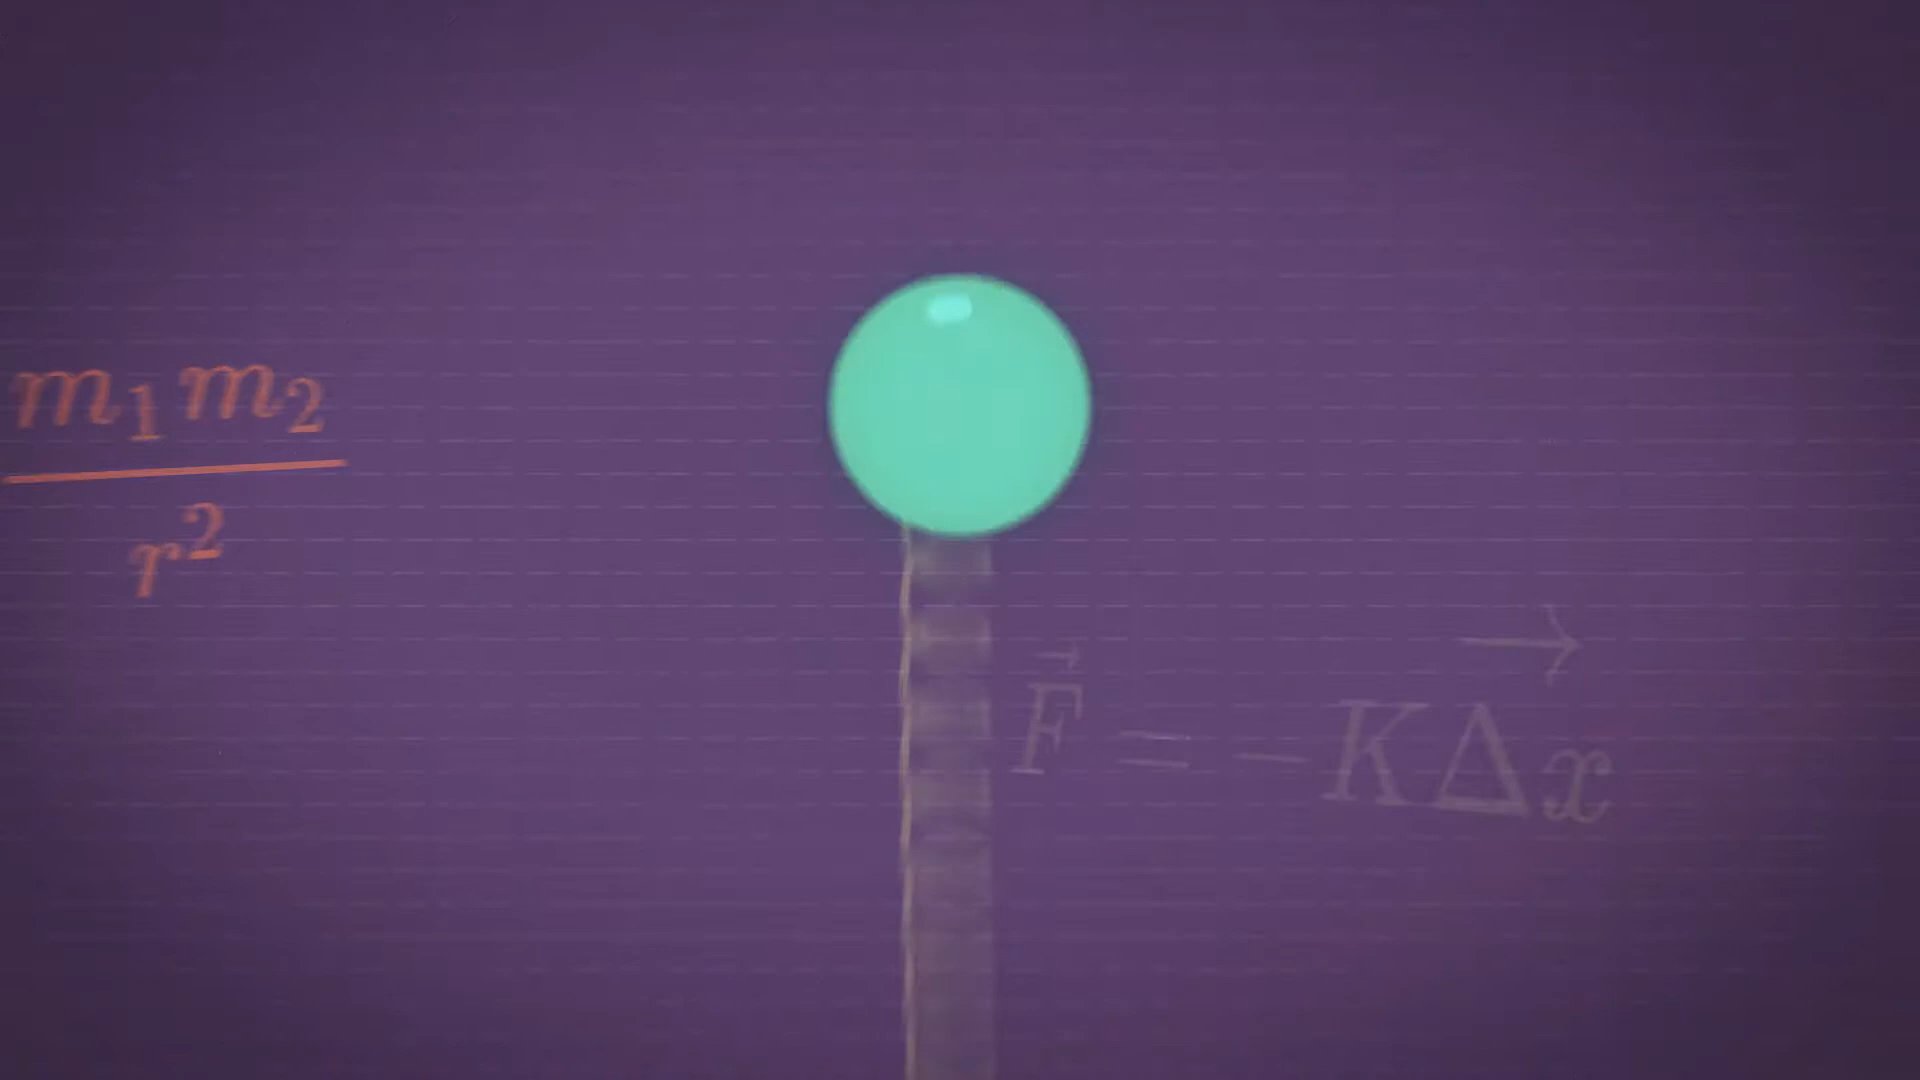 m₁m₂
r²
F⃗ = −KΔx⃗